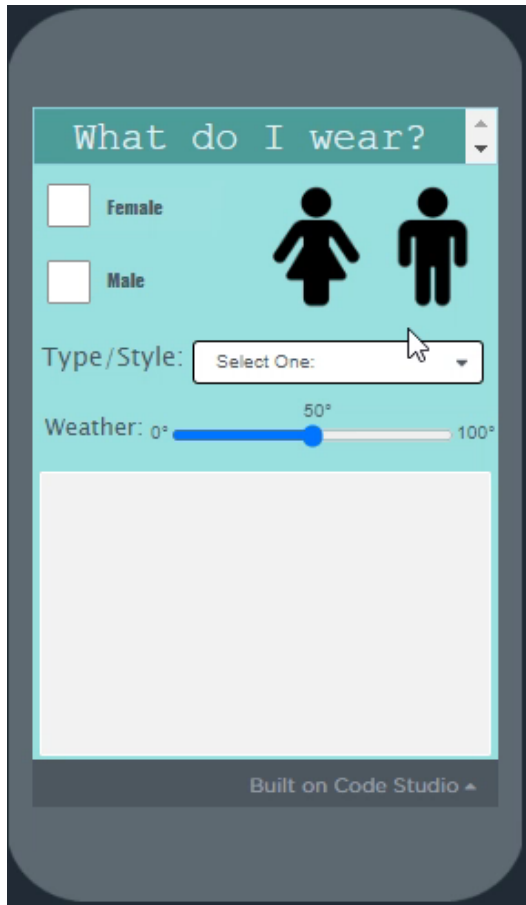 What do I wear?
Female
Male
Type/Style: Select One:
50°
Weather: 0° 100°
Built on Code Studio